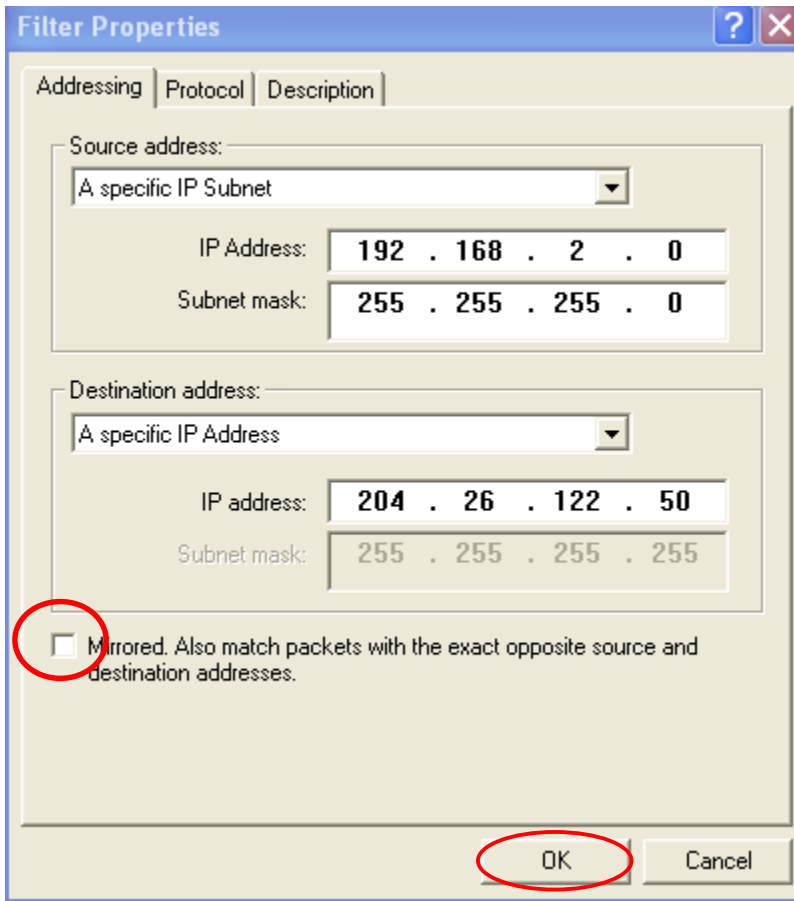 Filter Properties ? X
Addressing Protocol Description
Source address:
A specific IP Subnet
IP Address: 192 . 168 . 2 . 0
Subnet mask: 255 . 255 . 255 . 0
Destination address:
A specific IP Address
IP address: 204 . 26 . 122 . 50
Subnet mask: 255 . 255 . 255 . 255
Mirrored. Also match packets with the exact opposite source and
destination addresses.
OK Cancel